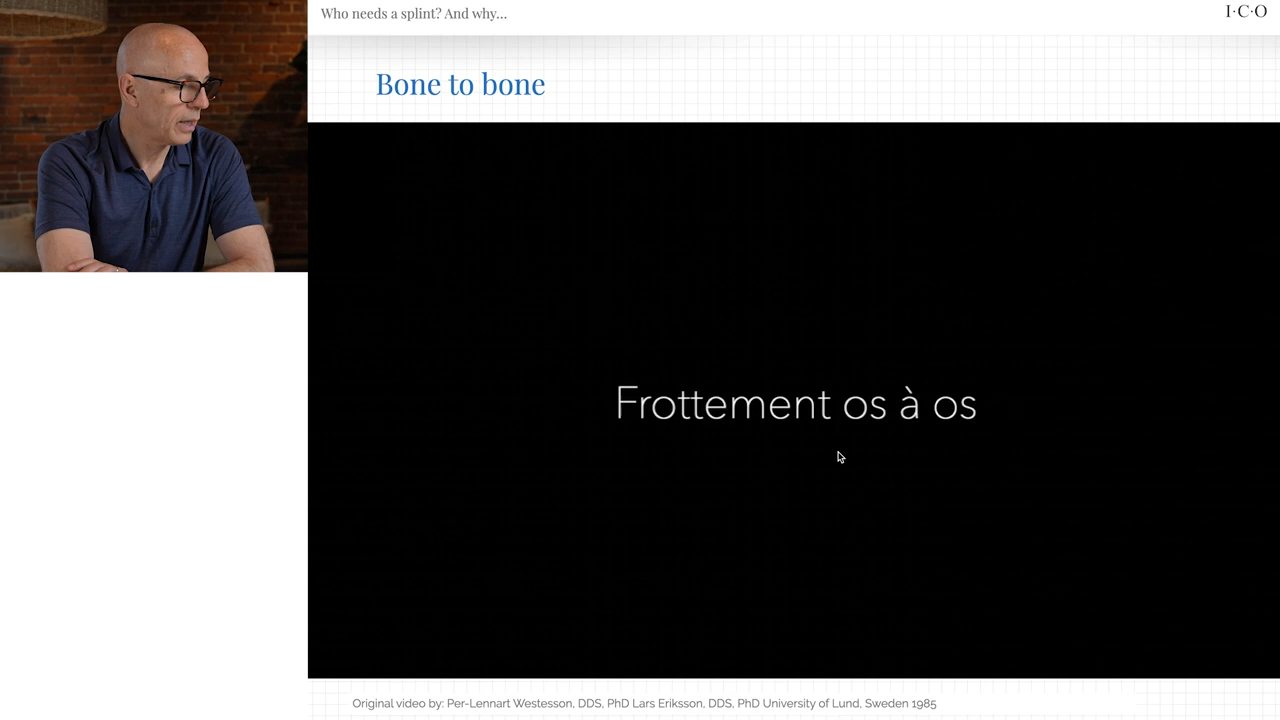 Who needs a splint? And why...
I·C·O
Bone to bone
Frottement os à os
Original video by: Per-Lennart Westesson, DDS, PhD Lars Eriksson, DDS, PhD University of Lund, Sweden 1985